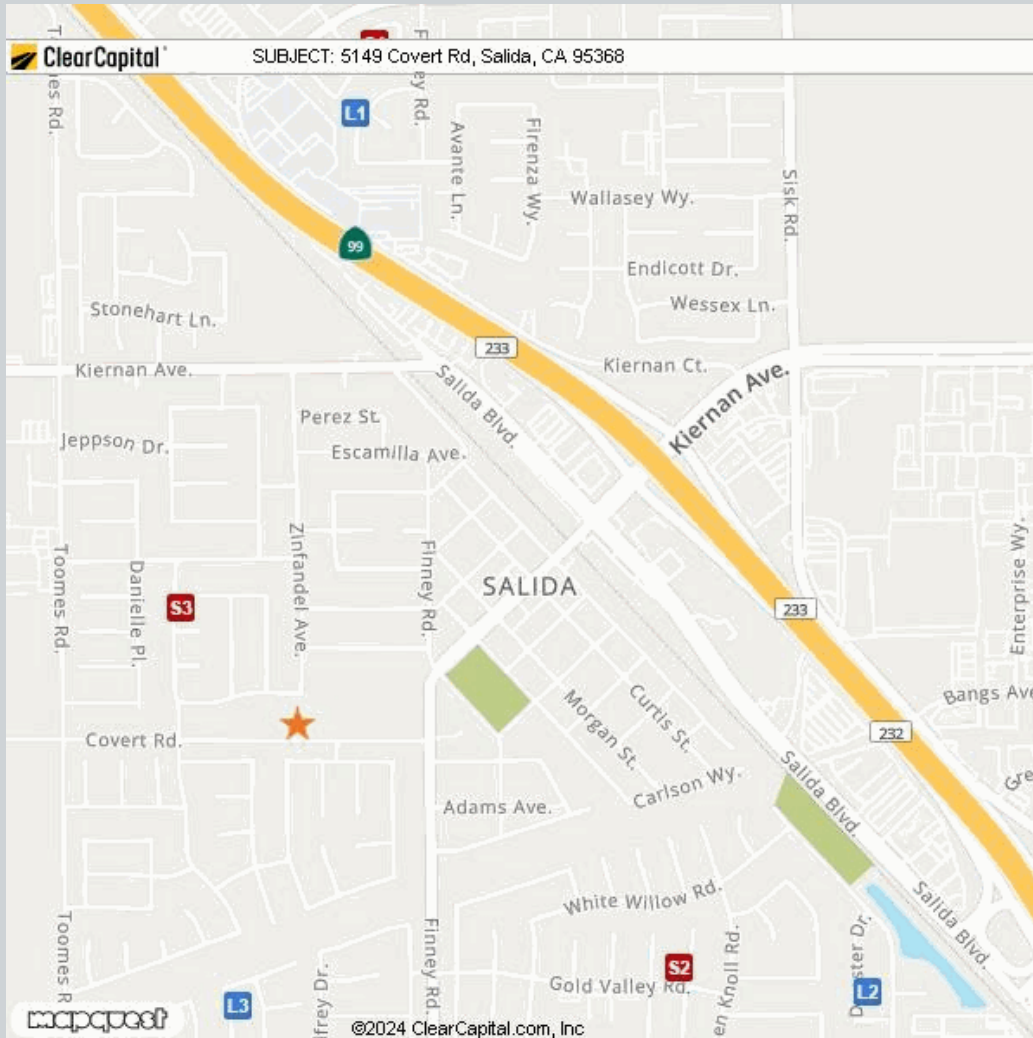 ClearCapital
SUBJECT: 5149 Covert Rd, Salida, CA 95368
L1
Avante Ln.
Firenza Wy.
Wallasey Wy.
Sisk Rd.
99
Endicott Dr.
Wessex Ln.
Stonehart Ln.
233
Kiernan Ct.
Kiernan Ave.
Kiernan Ave.
Salida Blvd.
Perez St.
Jeppson Dr.
Escamilla Ave.
Zinfandel Ave.
Finney Rd.
Toomes Rd.
Danielle Pl.
S3
SALIDA
233
Enterprise Wy.
Bangs Ave
232
Morgan St.
Curtis St.
Covert Rd.
Carlson Wy.
Salida Blvd.
Adams Ave.
White Willow Rd.
Salida Blvd.
Finney Rd.
S2
Gold Valley Rd.
L3
L2
mapquest
©2024 ClearCapital.com, Inc